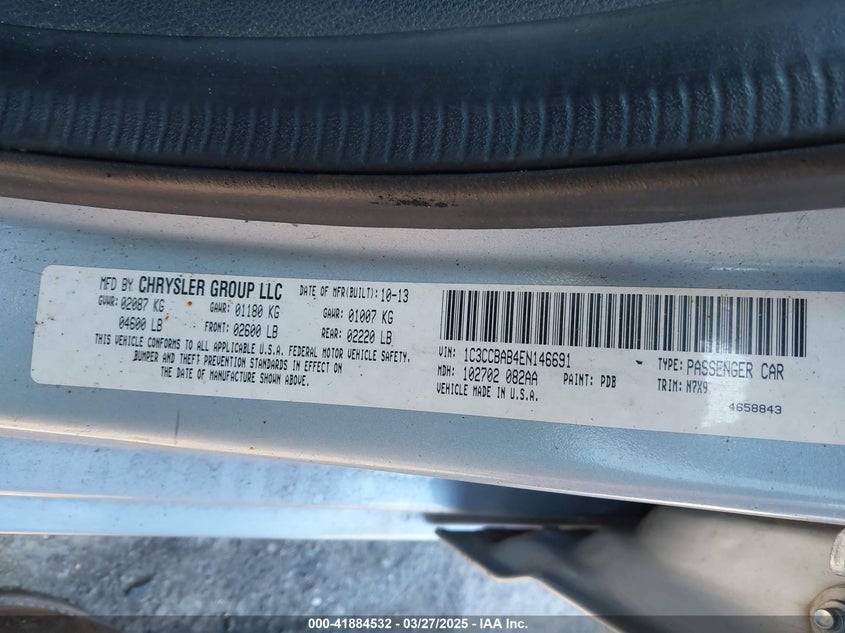 MFD BY CHRYSLER GROUP LLC
DATE OF MFR(BUILT): 10-13
GVWR: 02087 KG
GAWR: 01180 KG
GAWR: 01007 KG
04600 LB
FRONT: 02600 LB
REAR: 02220 LB
THIS VEHICLE CONFORMS TO ALL APPLICABLE U.S.A. FEDERAL MOTOR VEHICLE SAFETY,
BUMPER AND THEFT PREVENTION STANDARDS IN EFFECT ON
THE DATE OF MANUFACTURE SHOWN ABOVE.
VIN: 1C3CCBAB4EN146691
TYPE: PASSENGER CAR
MDH: 102702 082AA
PAINT: PDB
TRIM: N7X9
VEHICLE MADE IN U.S.A.
4658843
000-41884532 - 03/27/2025 - IAA Inc.